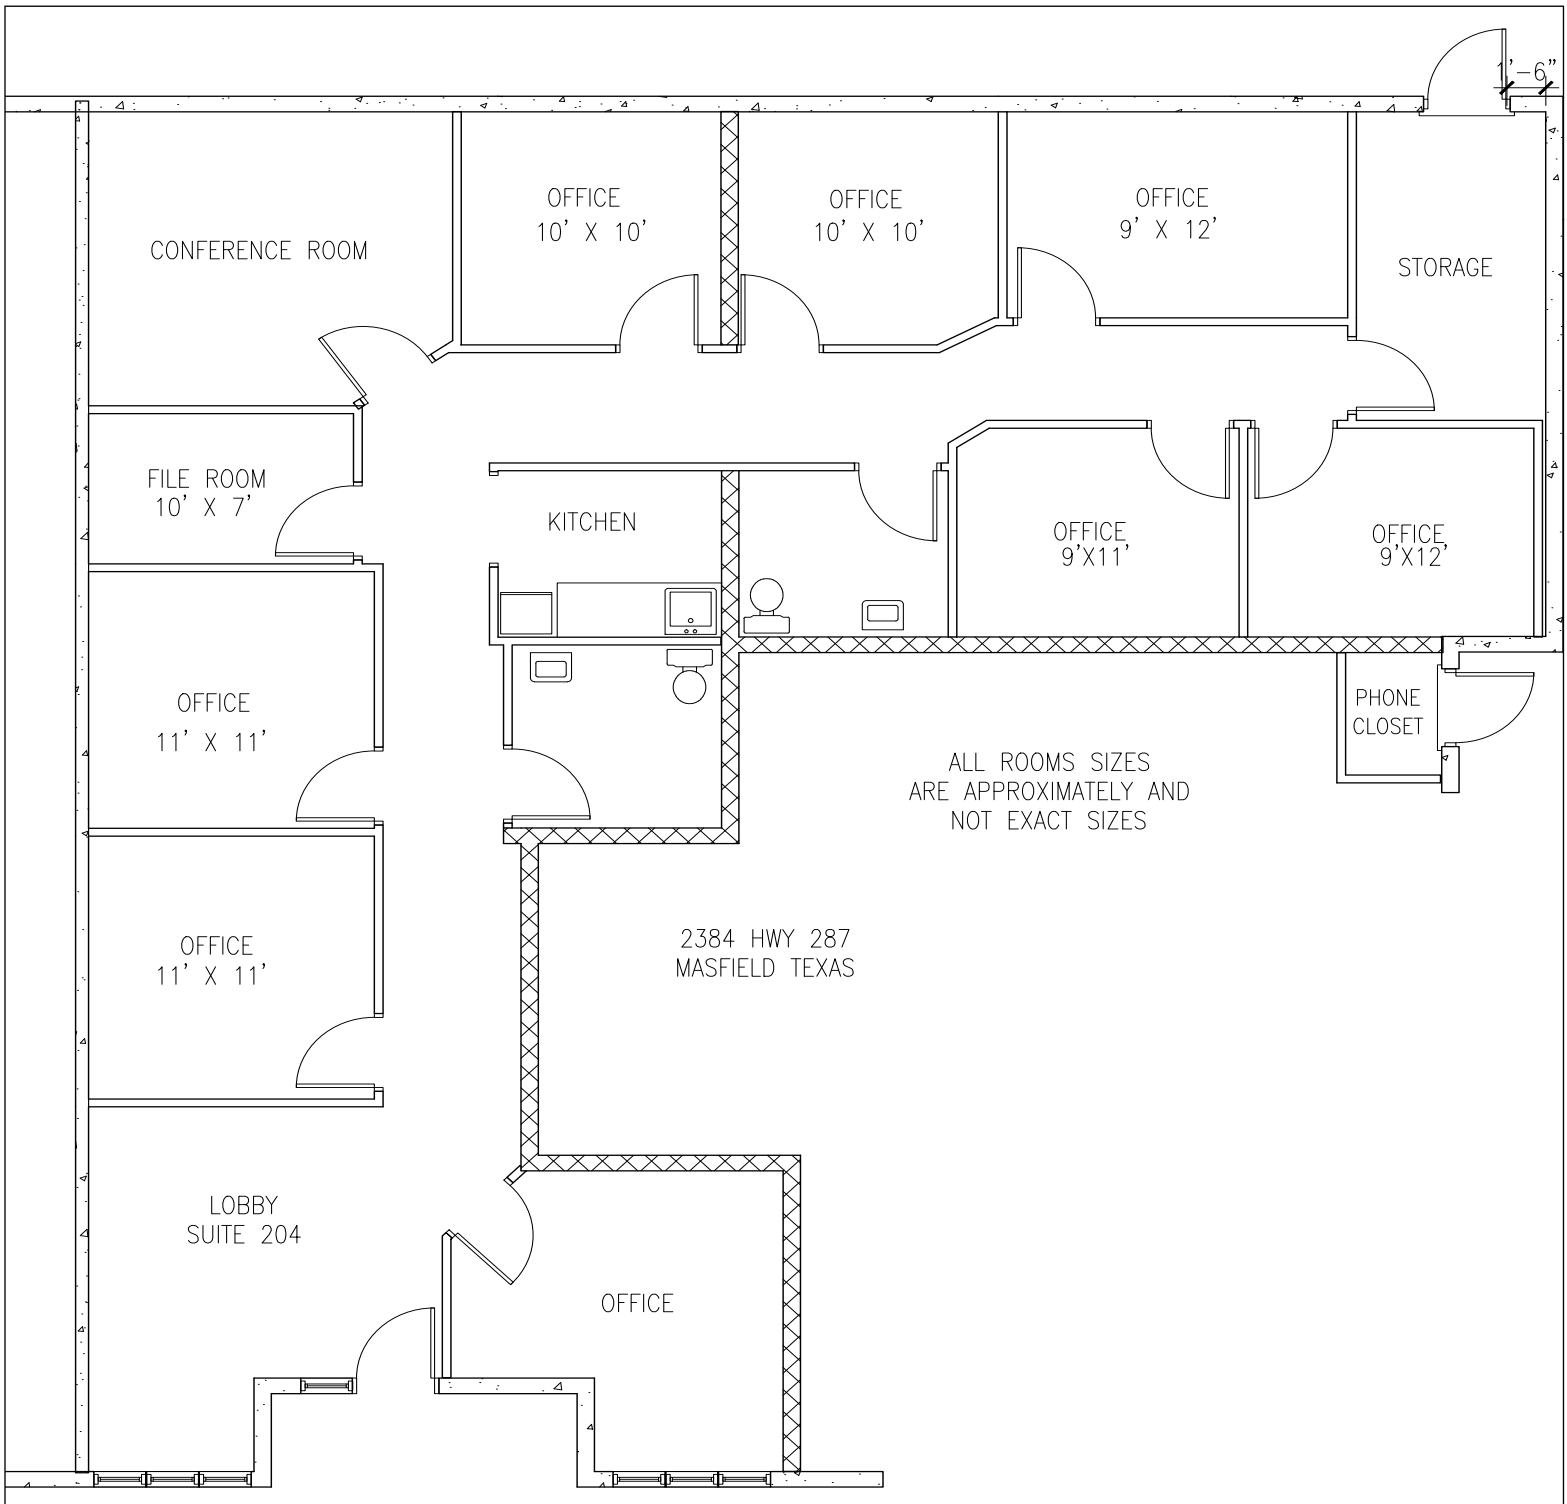 1'-6"
OFFICE
10' X 10'
OFFICE
10' X 10'
OFFICE
9' X 12'
CONFERENCE ROOM
STORAGE
FILE ROOM
10' X 7'
KITCHEN
OFFICE
9'X11'
OFFICE
9'X12'
OFFICE
11' X 11'
PHONE
CLOSET
ALL ROOMS SIZES
ARE APPROXIMATELY AND
NOT EXACT SIZES
OFFICE
11' X 11'
2384 HWY 287
MASFIELD TEXAS
LOBBY
SUITE 204
OFFICE